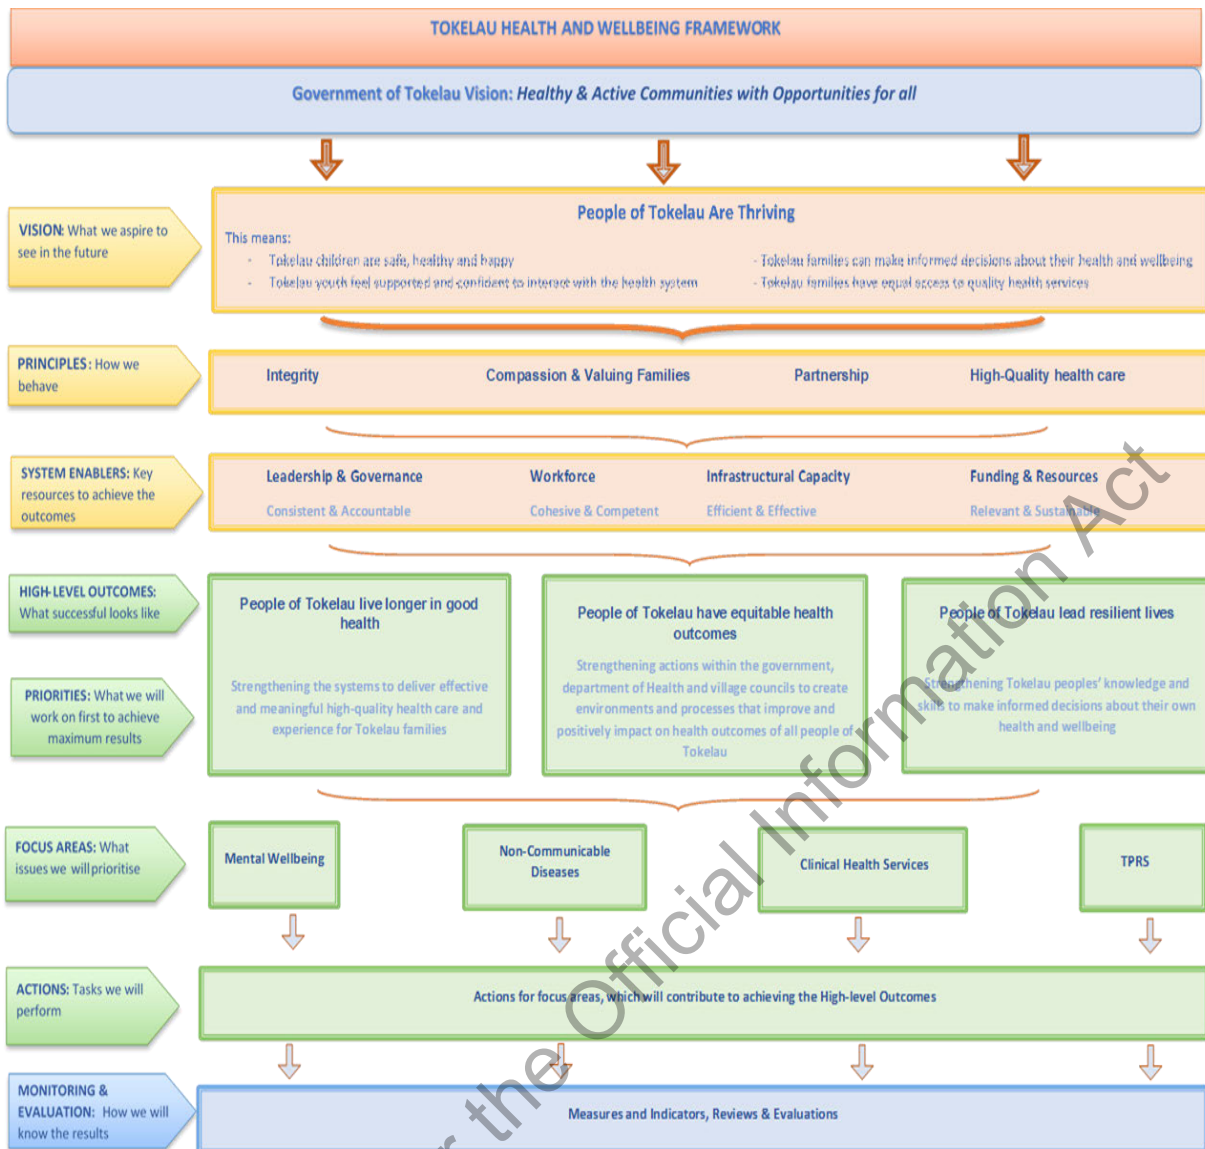 TOKELAU HEALTH AND WELLBEING FRAMEWORK
Government of Tokelau Vision: Healthy & Active Communities with Opportunities for all
VISION: What we aspire to
see in the future
People of Tokelau Are Thriving
This means:
- Tokelau children are safe, healthy and happy
- Tokelau youth feel supported and confident to interact with the health system
- Tokelau families can make informed decisions about their health and wellbeing
- Tokelau families have equal access to quality health services
PRINCIPLES: How we
behave
Integrity
Compassion & Valuing Families
Partnership
High-Quality health care
SYSTEM ENABLERS: Key
resources to achieve the
outcomes
Leadership & Governance
Consistent & Accountable
Workforce
Cohesive & Competent
Infrastructural Capacity
Efficient & Effective
Funding & Resources
Relevant & Sustainable
HIGH-LEVEL OUTCOMES:
What successful looks like
PRIORITIES: What we will
work on first to achieve
maximum results
People of Tokelau live longer in good
health
Strengthening the systems to deliver effective
and meaningful high-quality health care and
experience for Tokelau families
People of Tokelau have equitable health
outcomes
Strengthening actions within the government,
department of Health and village councils to create
environments and processes that improve and
positively impact on health outcomes of all people of
Tokelau
People of Tokelau lead resilient lives
Strengthening Tokelau peoples' knowledge and
skills to make informed decisions about their own
health and wellbeing
FOCUS AREAS: What
issues we will prioritise
Mental Wellbeing
Non-Communicable
Diseases
Clinical Health Services
TPRS
ACTIONS: Tasks we will
perform
Actions for focus areas, which will contribute to achieving the High-level Outcomes
MONITORING &
EVALUATION: How we will
know the results
Measures and Indicators, Reviews & Evaluations
the Official Information Act